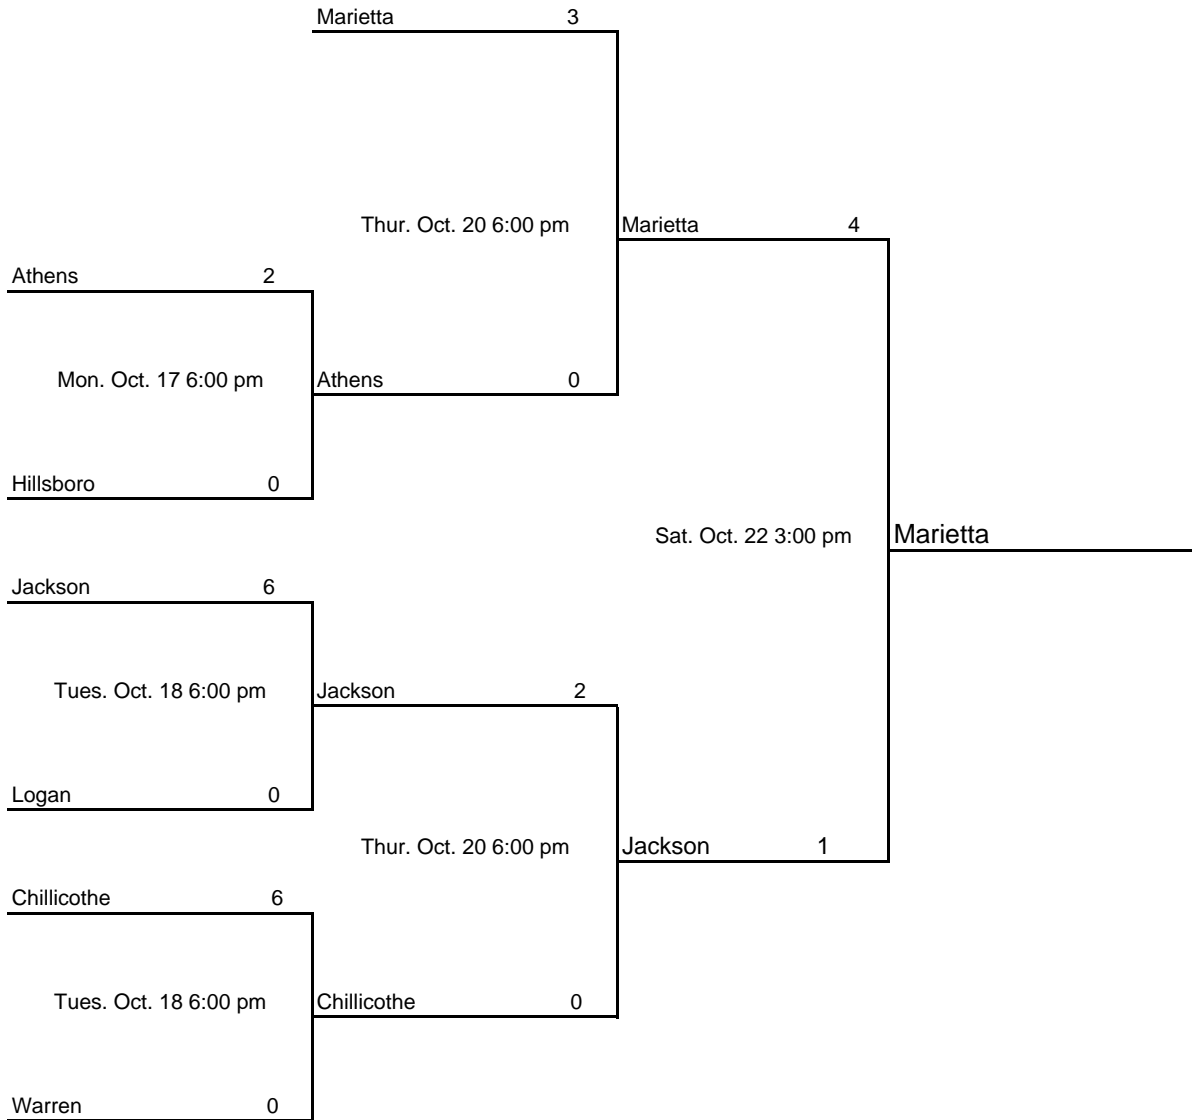 Marietta 3
Thur. Oct. 20 6:00 pm
Marietta 4
Athens 2
Mon. Oct. 17 6:00 pm
Athens 0
Hillsboro 0
Sat. Oct. 22 3:00 pm
Marietta
Jackson 6
Tues. Oct. 18 6:00 pm
Jackson 2
Logan 0
Thur. Oct. 20 6:00 pm
Jackson 1
Chillicothe 6
Tues. Oct. 18 6:00 pm
Chillicothe 0
Warren 0